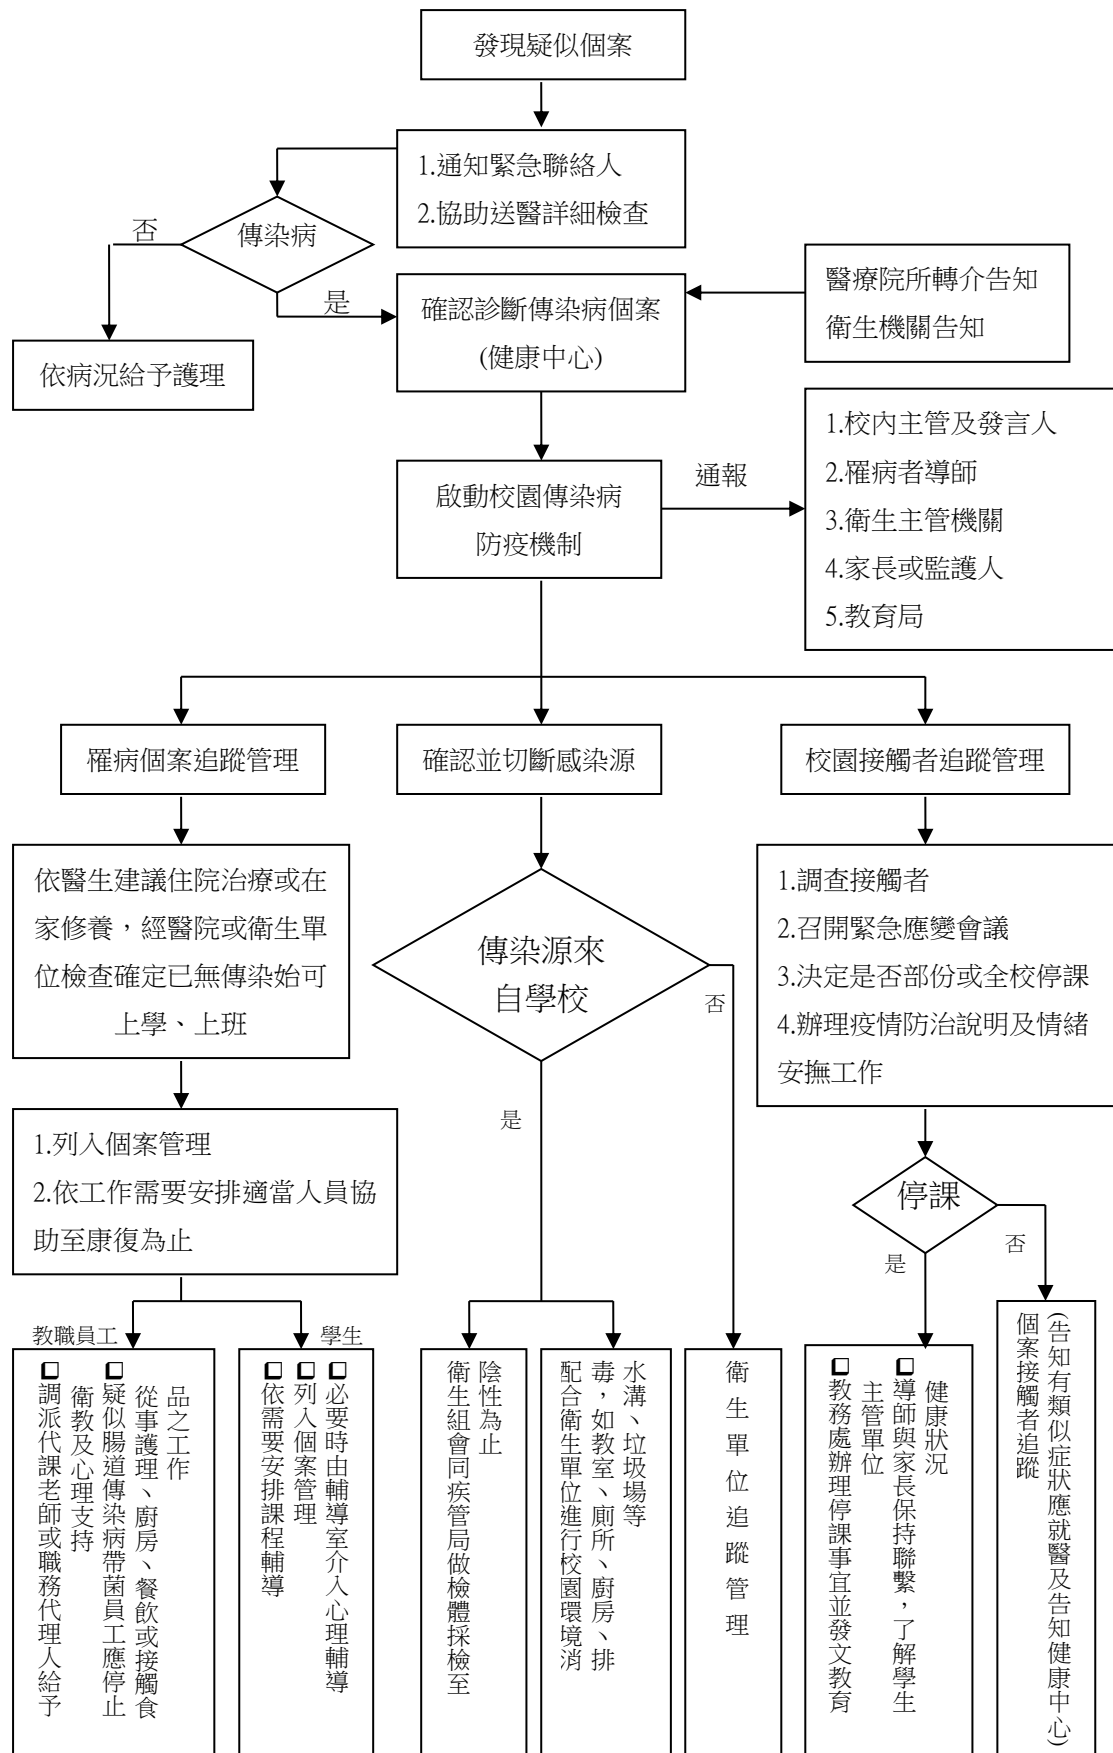 發現疑似個案
1.通知緊急聯絡人
2.協助送醫詳細檢查
傳染病
否
是
依病況給予護理
確認診斷傳染病個案
(健康中心)
醫療院所轉介告知
衛生機關告知
啟動校園傳染病
防疫機制
通報
1.校內主管及發言人
2.罹病者導師
3.衛生主管機關
4.家長或監護人
5.教育局
罹病個案追蹤管理
確認並切斷感染源
校園接觸者追蹤管理
依醫生建議住院治療或在
家修養，經醫院或衛生單
位檢查確定已無傳染始可
上學、上班
傳染源來
自學校
否
是
1.調查接觸者
2.召開緊急應變會議
3.決定是否部份或全校停課
4.辦理疫情防治說明及情緒
安撫工作
1.列入個案管理
2.依工作需要安排適當人員協
助至康復為止
停課
否
是
教職員工
學生
❑調派代課老師或職務代理人給予
衛教及心理支持
❑疑似腸道傳染病帶菌員工應停止
從事護理、廚房、餐飲或接觸食
品之工作
❑依需要安排課程輔導
❑列入個案管理
❑必要時由輔導室介入心理輔導
衛生組會同疾管局做檢體採檢至
陰性為止
配合衛生單位進行校園環境消
毒，如教室、廁所、廚房、排
水溝、垃圾場等
衛生單位追蹤管理
❑教務處辦理停課事宜並發文教育
主管單位
❑導師與家長保持聯繫，了解學生
健康狀況
個案接觸者追蹤
(告知有類似症狀應就醫及告知健康中心)